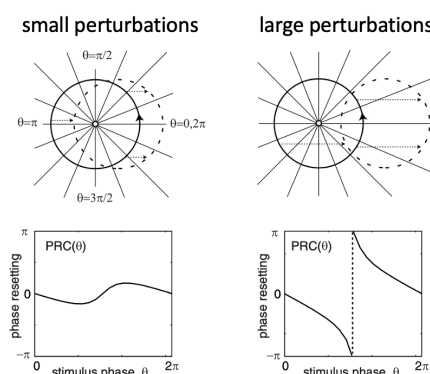 small perturbations
large perturbations
θ=π/2
θ=π
θ=0,2π
θ=3π/2
π
PRC(θ)
phase resetting
0
−π
0
2π
stimulus phase, θ
π
PRC(θ)
phase resetting
0
−π
0
2π
stimulus phase, θ